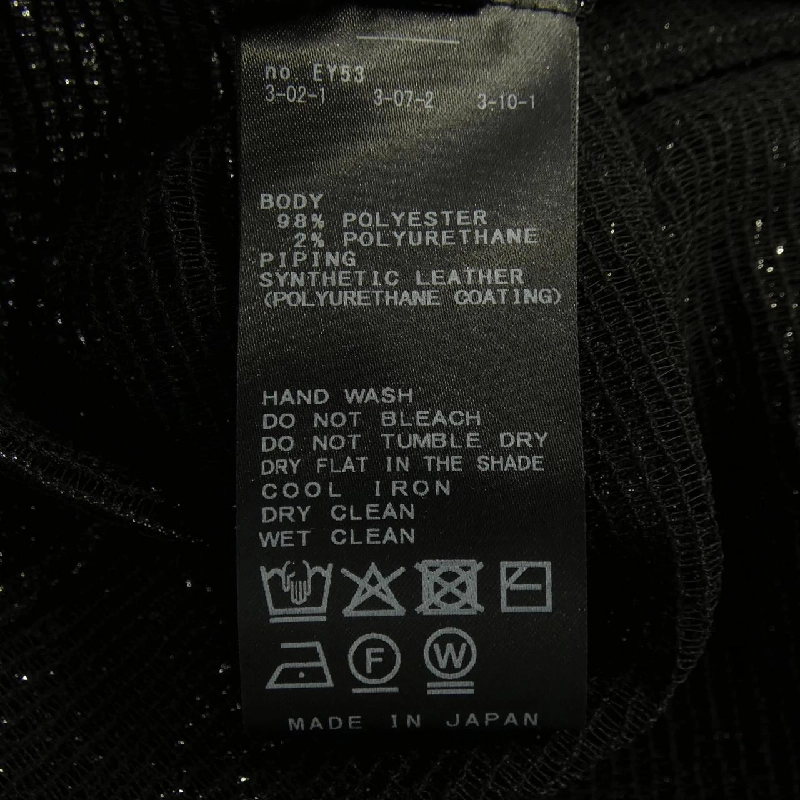 no. EY53
3-02-1 3-07-2 3-10-1
BODY
98% POLYESTER
2% POLYURETHANE
PIPING
SYNTHETIC LEATHER
(POLYURETHANE COATING)
HAND WASH
DO NOT BLEACH
DO NOT TUMBLE DRY
DRY FLAT IN THE SHADE
COOL IRON
DRY CLEAN
WET CLEAN
F W
MADE IN JAPAN